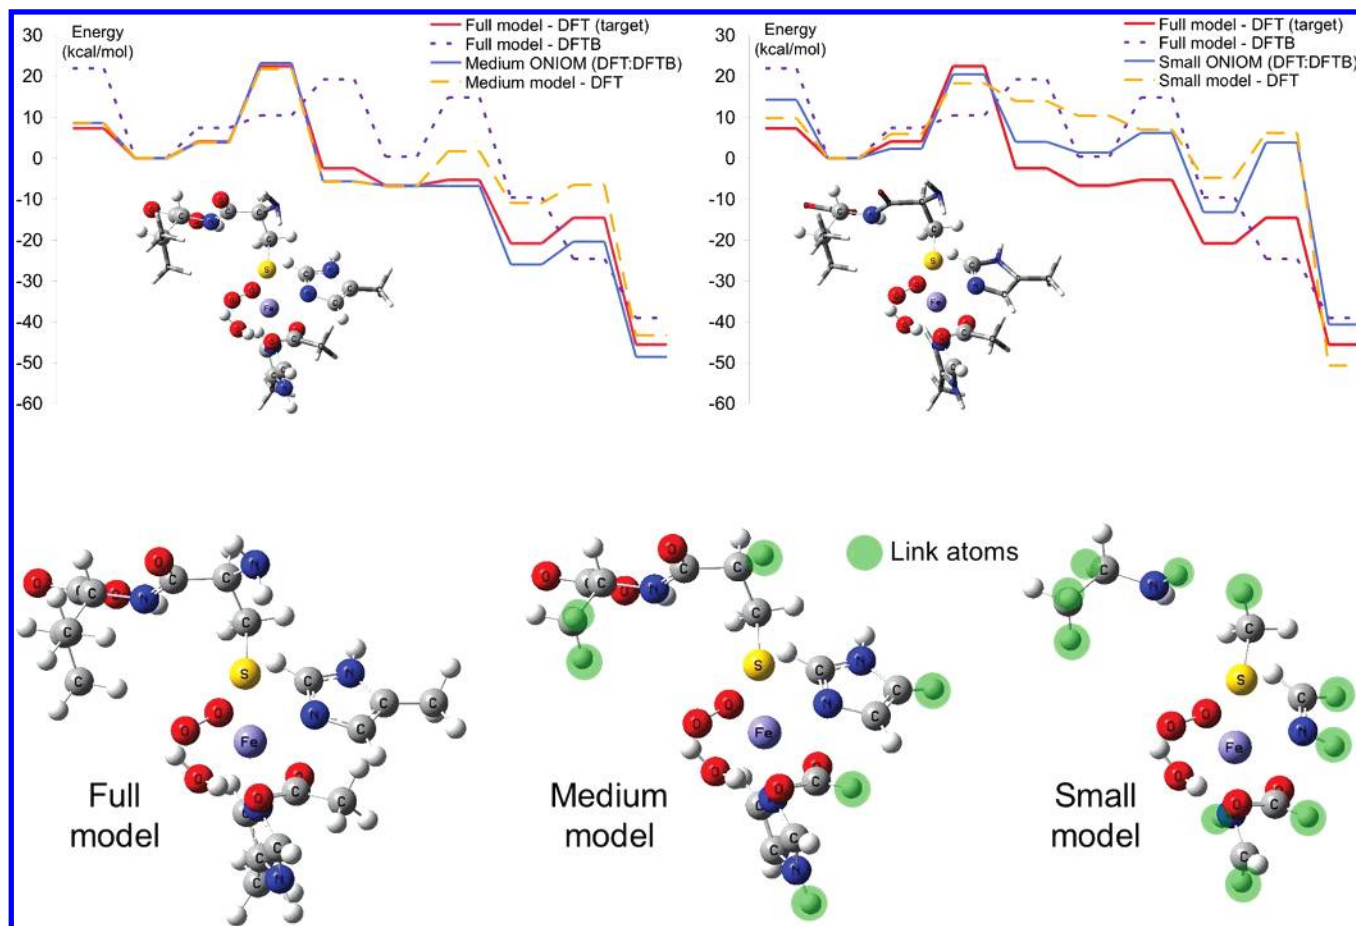 Energy
(kcal/mol)
Full model - DFT (target)
Full model - DFTB
Medium ONIOM (DFT:DFTB)
Medium model - DFT
30
20
10
0
-10
-20
-30
-40
-50
-60
Energy
(kcal/mol)
Full model - DFT (target)
Full model - DFTB
Small ONIOM (DFT:DFTB)
Small model - DFT
30
20
10
0
-10
-20
-30
-40
-50
-60
Link atoms
Full
model
Medium
model
Small
model